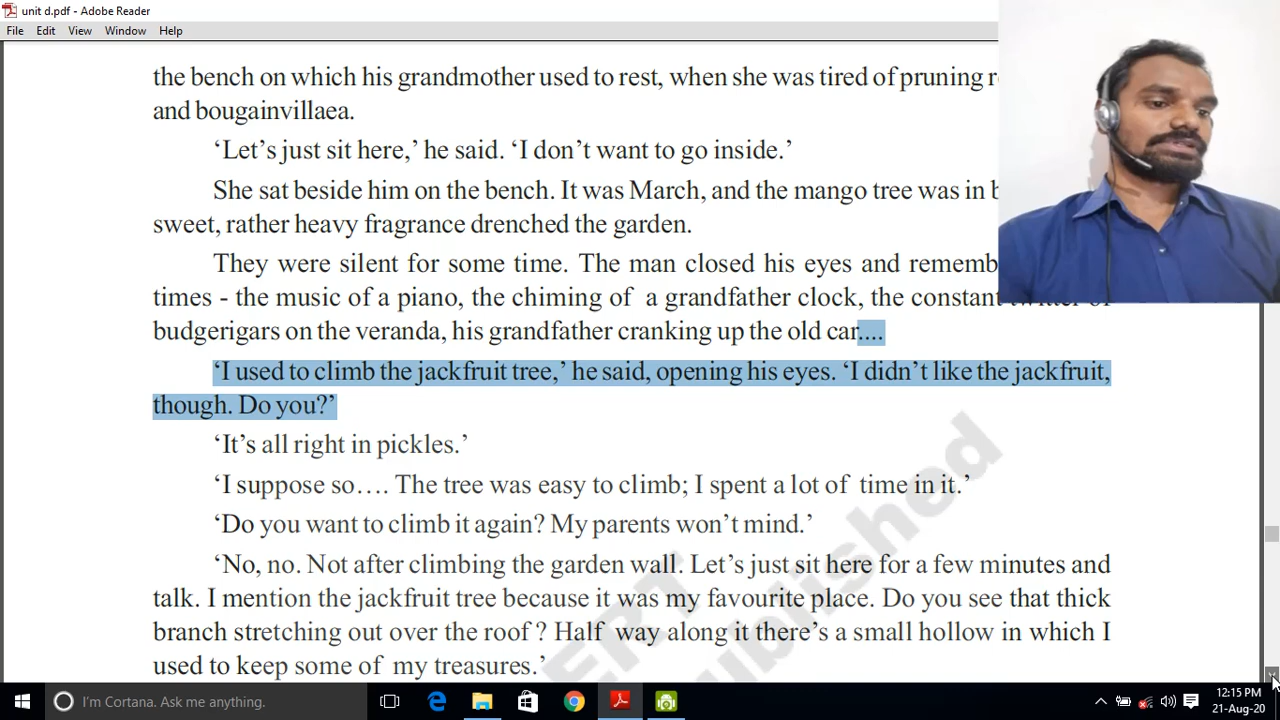 unit d.pdf - Adobe Reader
File Edit View Window Help
the bench on which his grandmother used to rest, when she was tired of pruning
and bougainvillaea.
‘Let’s just sit here,’ he said. ‘I don’t want to go inside.’
She sat beside him on the bench. It was March, and the mango tree was in
sweet, rather heavy fragrance drenched the garden.
They were silent for some time. The man closed his eyes and
times - the music of a piano, the chiming of a grandfather clock, the constant twitter of
budgerigars on the veranda, his grandfather cranking up the old car....
‘I used to climb the jackfruit tree,’ he said, opening his eyes. ‘I didn’t like the jackfruit,
though. Do you?’
‘It’s all right in pickles.’
‘I suppose so…. The tree was easy to climb; I spent a lot of time in it.’
‘Do you want to climb it again? My parents won’t mind.’
‘No, no. Not after climbing the garden wall. Let’s just sit here for a few minutes and
talk. I mention the jackfruit tree because it was my favourite place. Do you see that thick
branch stretching out over the roof ? Half way along it there’s a small hollow in which I
used to keep some of my treasures.’
I'm Cortana. Ask me anything.
12:15 PM
21-Aug-20